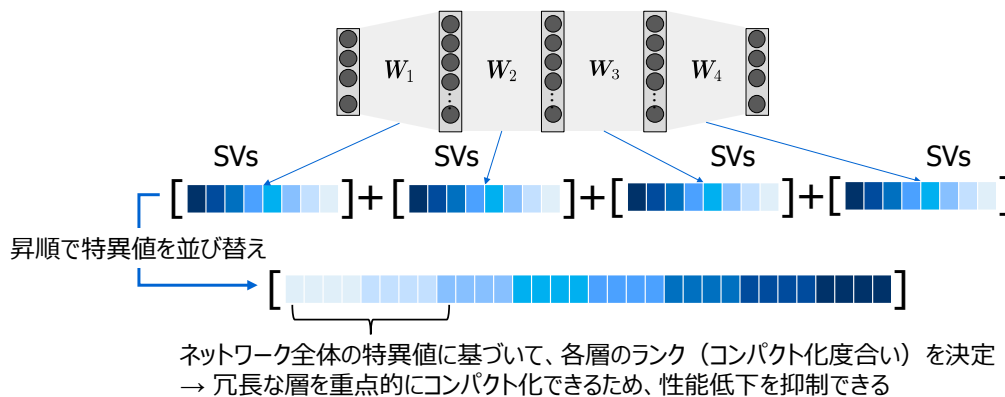 W₁ W₂ W₃ W₄
SVs SVs SVs SVs
[ ] + [ ] + [ ] + [ ]
昇順で特異値を並び替え
[ ]
ネットワーク全体の特異値に基づいて、各層のランク（コンパクト化度合い）を決定
→ 冗長な層を重点的にコンパクト化できるため、性能低下を抑制できる